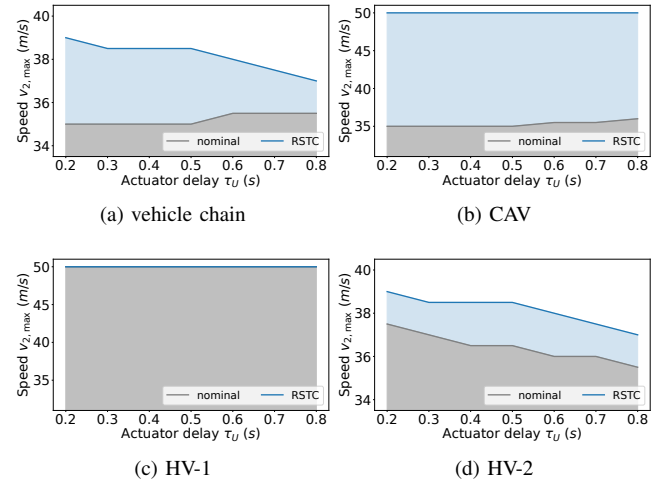 40
38
36
34
Speed v₂,max (m/s)
nominal RSTC
0.2 0.3 0.4 0.5 0.6 0.7 0.8
Actuator delay τ_U (s)
(a) vehicle chain
50
45
40
35
Speed v₂,max (m/s)
nominal RSTC
0.2 0.3 0.4 0.5 0.6 0.7 0.8
Actuator delay τ_U (s)
(b) CAV
50
45
40
35
Speed v₂,max (m/s)
nominal RSTC
0.2 0.3 0.4 0.5 0.6 0.7 0.8
Actuator delay τ_U (s)
(c) HV-1
40
38
36
34
Speed v₂,max (m/s)
nominal RSTC
0.2 0.3 0.4 0.5 0.6 0.7 0.8
Actuator delay τ_U (s)
(d) HV-2